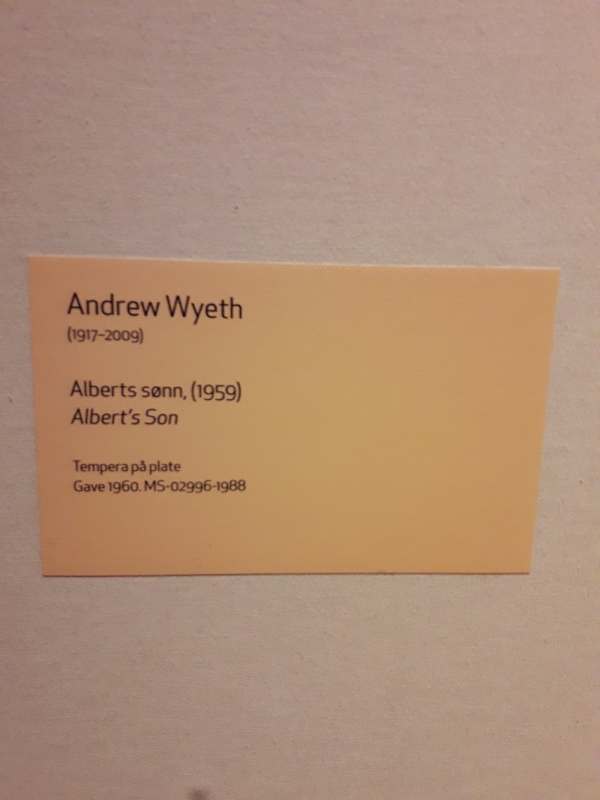 Andrew Wyeth
(1917–2009)
Alberts sønn, (1959)
Albert's Son
Tempera på plate
Gave 1960. MS-02996-1988